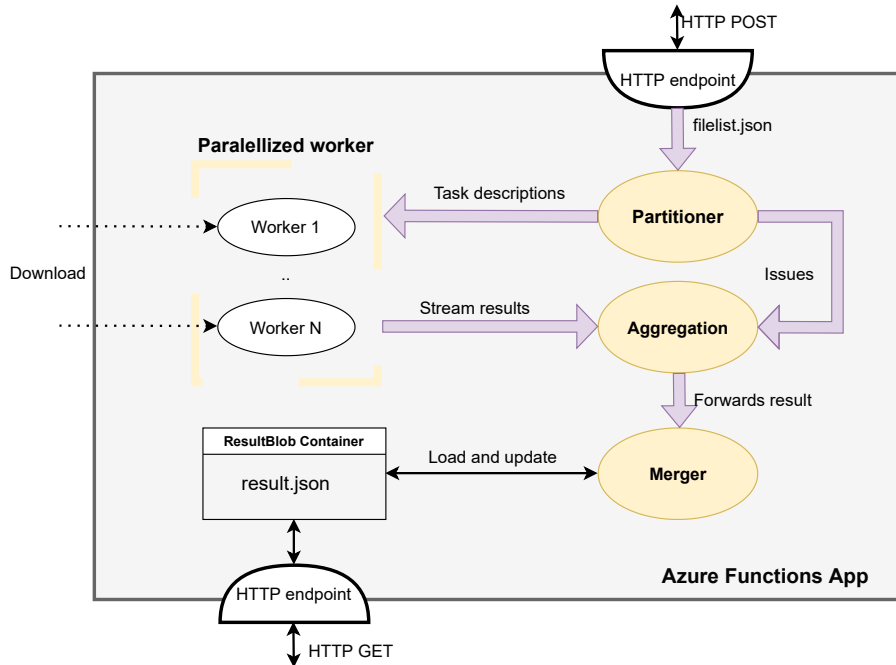 HTTP POST
HTTP endpoint
filelist.json
Paralellized worker
Task descriptions
Partitioner
Worker 1
Download
..
Issues
Stream results
Worker N
Aggregation
Forwards result
ResultBlob Container
result.json
Load and update
Merger
Azure Functions App
HTTP endpoint
HTTP GET